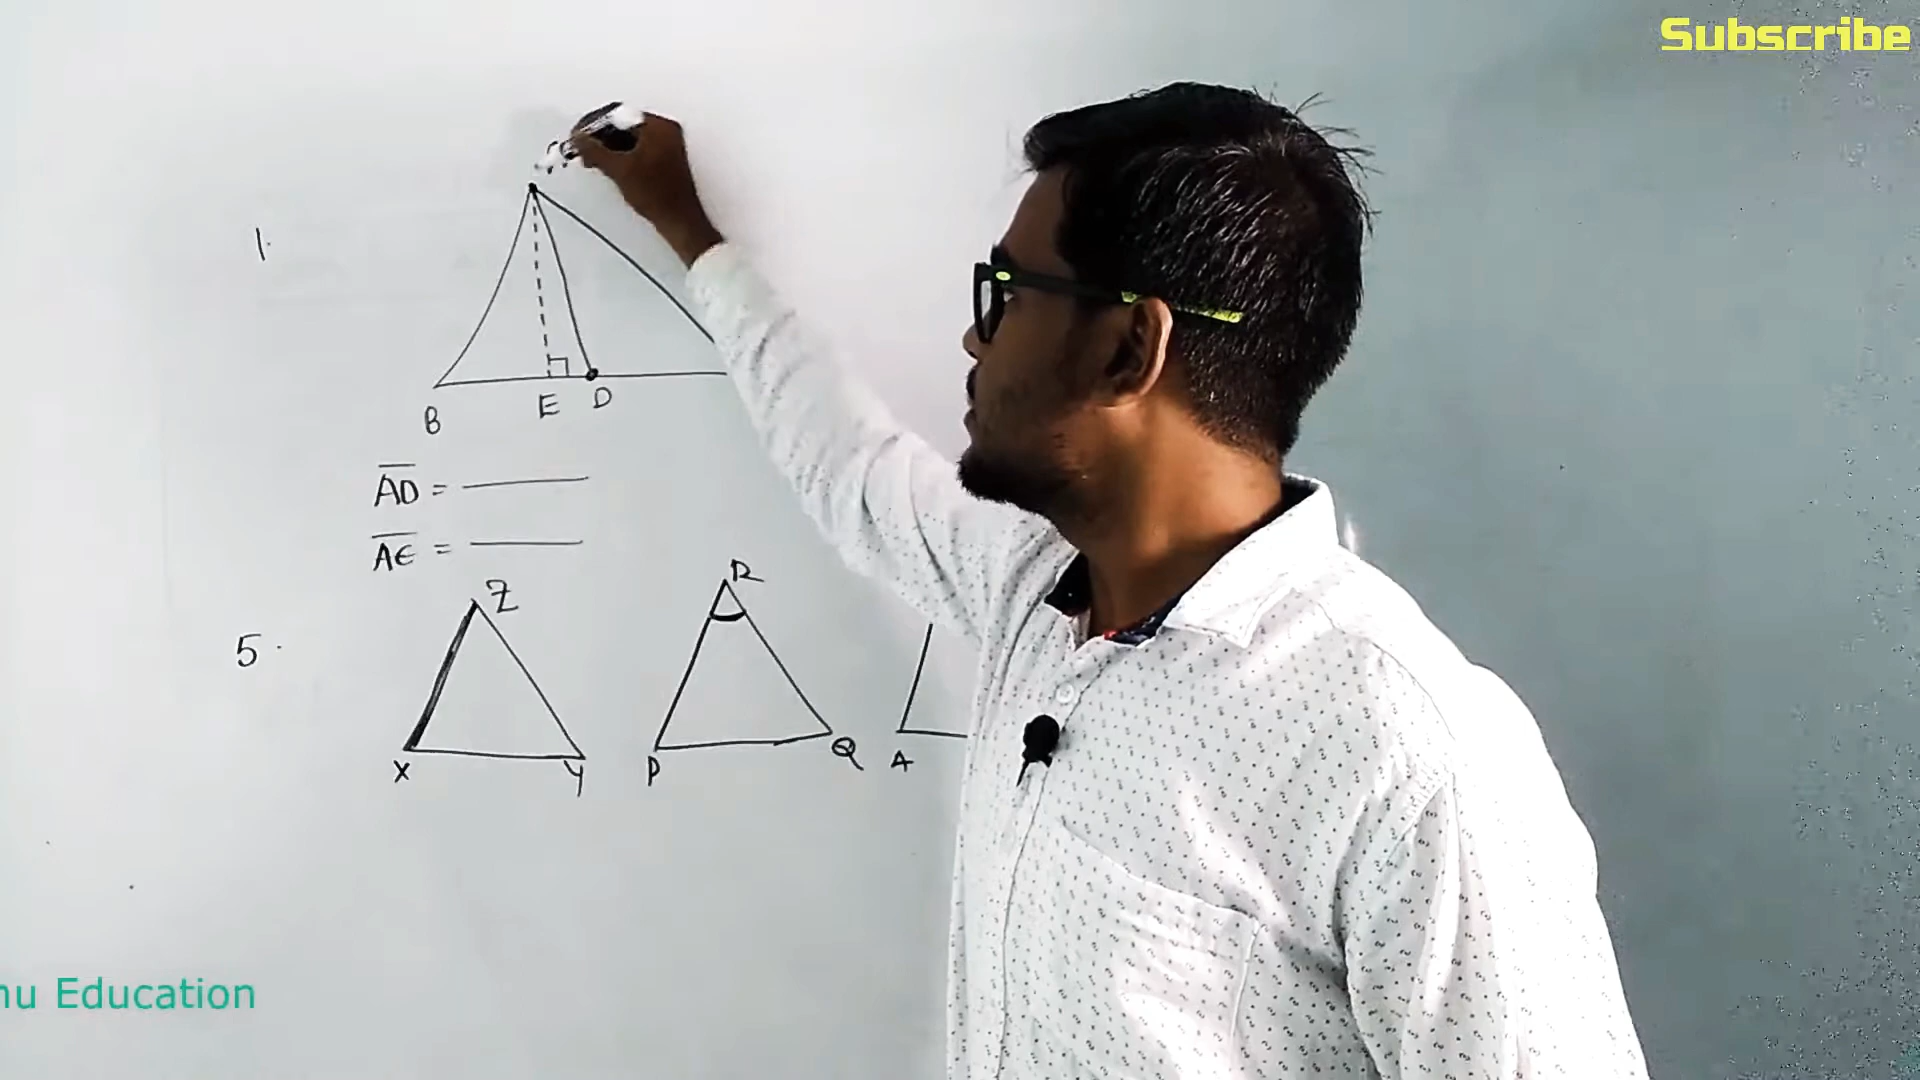 Subscribe
1.
B
E D
AD =
AE =
5.
Z
R
X
Y
P
Q
A
nu Education